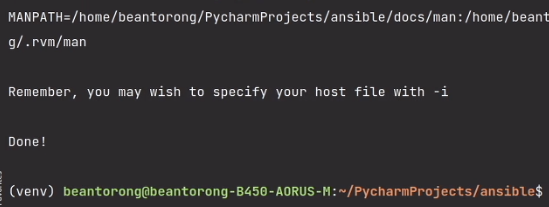 MANPATH=/home/beantorong/PycharmProjects/ansible/docs/man:/home/beant
g/.rvm/man
Remember, you may wish to specify your host file with -i
Done!
(venv) beantorong@beantorong-B450-AORUS-M:~/PycharmProjects/ansible$